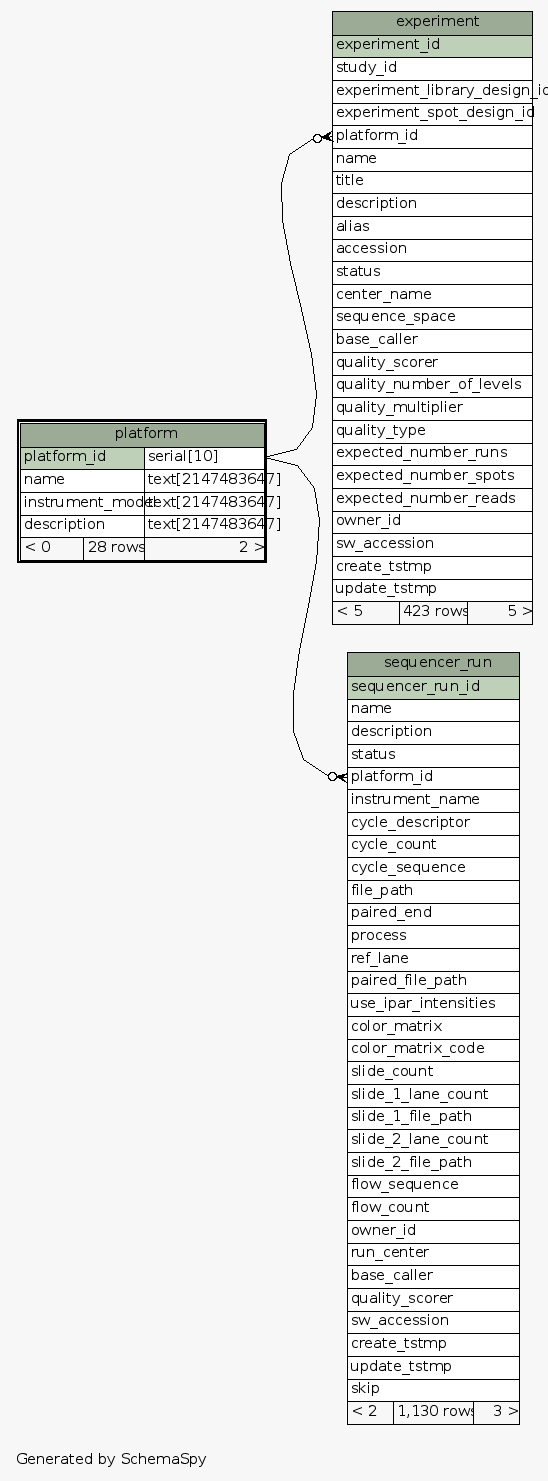 experiment
experiment_id
study_id
experiment_library_design_id
experiment_spot_design_id
platform_id
name
title
description
alias
accession
status
center_name
sequence_space
base_caller
quality_scorer
quality_number_of_levels
quality_multiplier
quality_type
expected_number_runs
expected_number_spots
expected_number_reads
owner_id
sw_accession
create_tstmp
update_tstmp
< 5 423 rows 5 >
platform
platform_id serial[10]
name text[2147483647]
instrument_model text[2147483647]
description text[2147483647]
< 0 28 rows 2 >
sequencer_run
sequencer_run_id
name
description
status
platform_id
instrument_name
cycle_descriptor
cycle_count
cycle_sequence
file_path
paired_end
process
ref_lane
paired_file_path
use_ipar_intensities
color_matrix
color_matrix_code
slide_count
slide_1_lane_count
slide_1_file_path
slide_2_lane_count
slide_2_file_path
flow_sequence
flow_count
owner_id
run_center
base_caller
quality_scorer
sw_accession
create_tstmp
update_tstmp
skip
< 2 1,130 rows 3 >
Generated by SchemaSpy